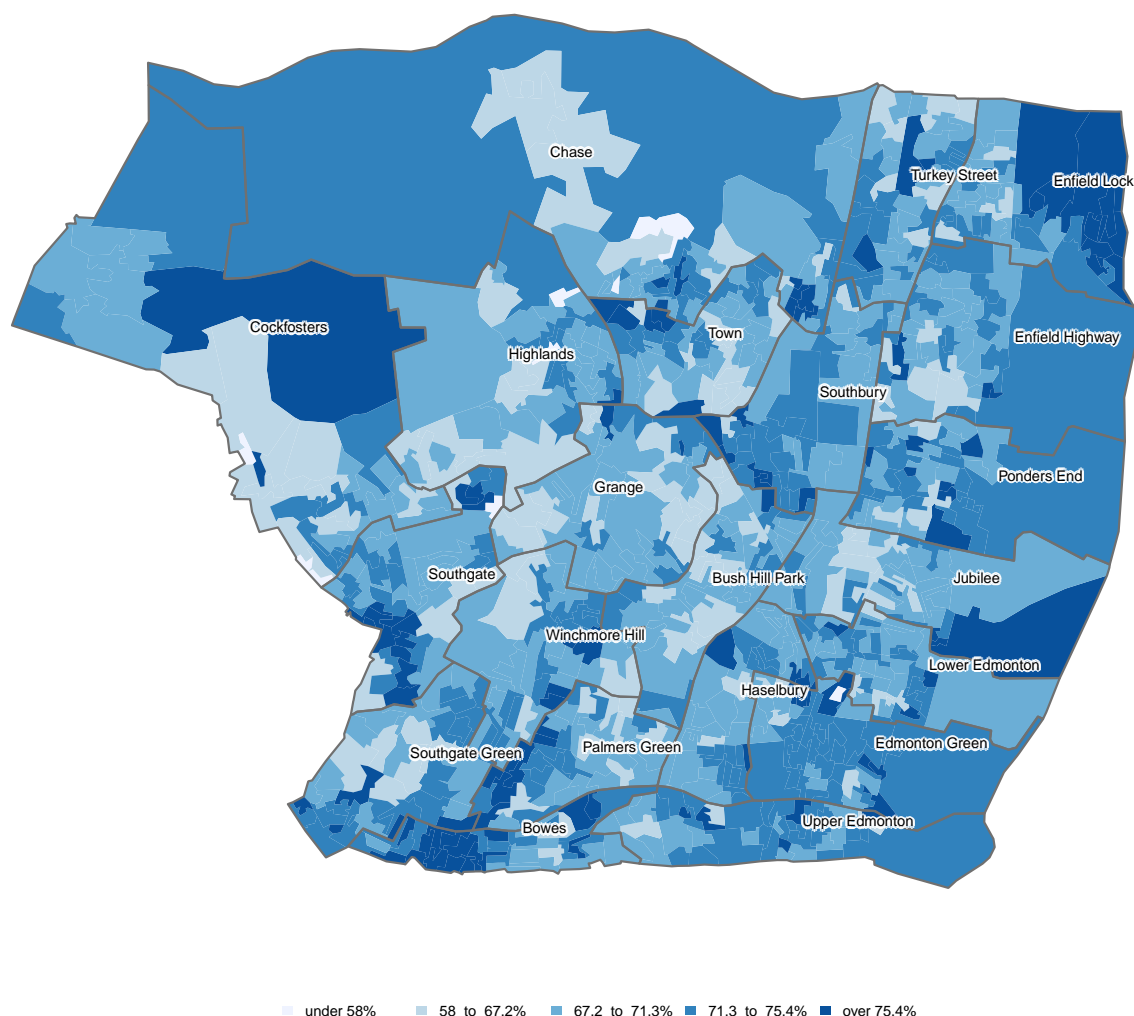 Chase
Turkey Street
Enfield Lock
Cockfosters
Town
Enfield Highway
Highlands
Southbury
Ponders End
Grange
Southgate
Bush Hill Park
Jubilee
Winchmore Hill
Lower Edmonton
Haselbury
Southgate Green
Palmers Green
Edmonton Green
Bowes
Upper Edmonton
under 58% 58 to 67.2% 67.2 to 71.3% 71.3 to 75.4% over 75.4%